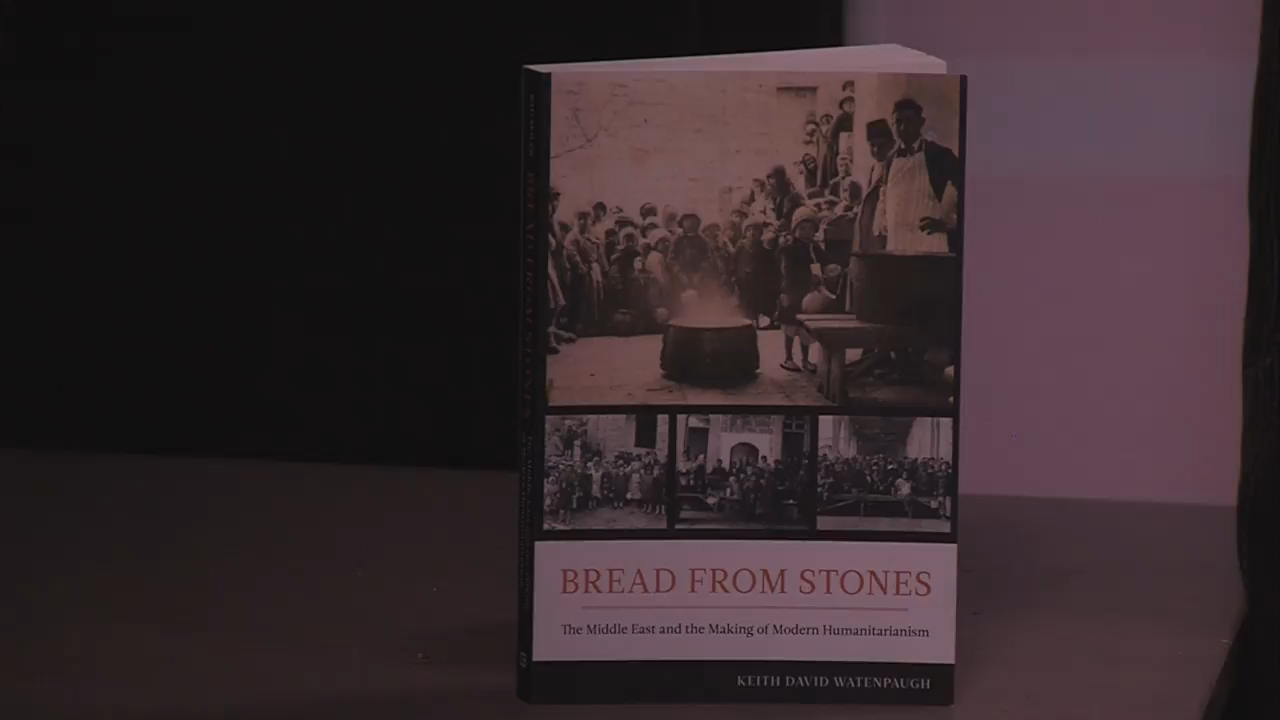 BREAD FROM STONES
The Middle East and the Making of Modern Humanitarianism
KEITH DAVID WATENPAUGH